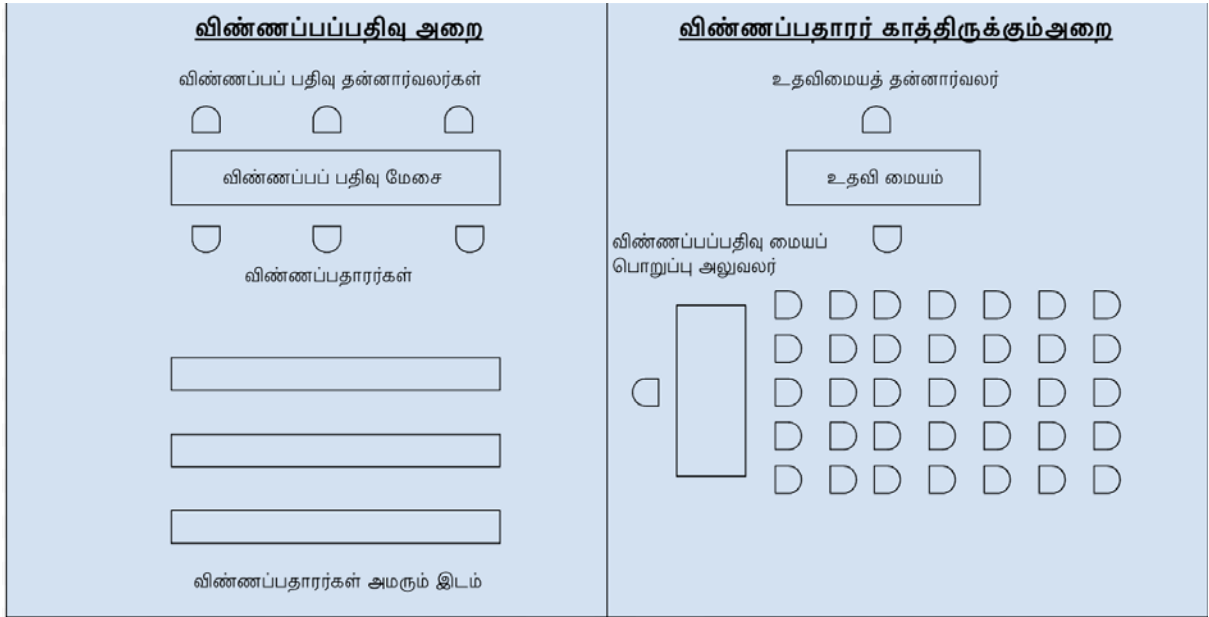 விண்ணப்பப்பதிவு அறை
விண்ணப்பப் பதிவு தன்னார்வலர்கள்
விண்ணப்பப் பதிவு மேசை
விண்ணப்பதாரர்கள்
விண்ணப்பதாரர்கள் அமரும் இடம்
விண்ணப்பதாரர் காத்திருக்கும்அறை
உதவிமையத் தன்னார்வலர்
உதவி மையம்
விண்ணப்பப்பதிவு மையப்
பொறுப்பு அலுவலர்